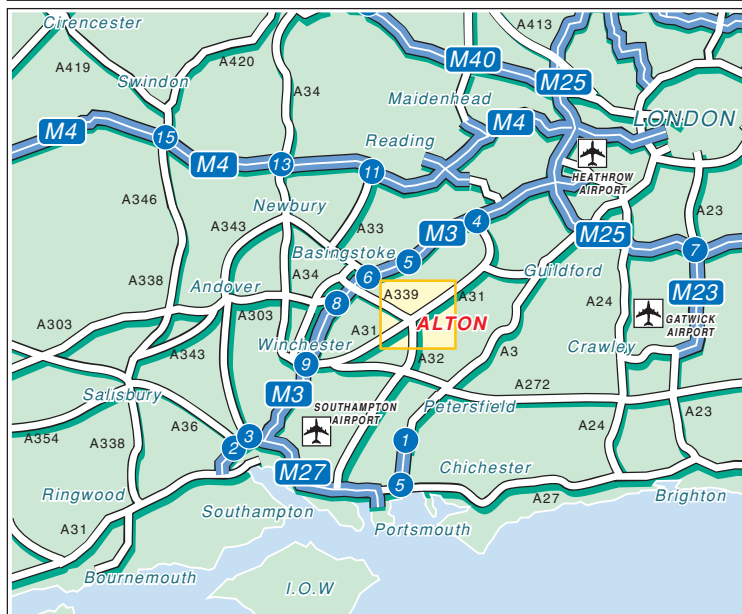 Cirencester
A413
A419
A420
M40
Swindon
M25
A34
Maidenhead
M4
LONDON
M4
15
Reading
M4
13
11
HEATHROW
AIRPORT
A346
Newbury
A343
A33
4
A23
M3
M25
Basingstoke
5
7
A338
A34
6
Guildford
Andover
A339
A31
M23
8
A24
A303
A303
A31
ALTON
GATWICK
AIRPORT
A343
Winchester
A32
A3
Crawley
9
Salisbury
M3
A272
SOUTHAMPTON
AIRPORT
Petersfield
A36
A23
A354
A338
3
1
A24
2
M27
Chichester
Ringwood
5
A27
Brighton
Southampton
A31
Portsmouth
Bournemouth
I.O.W